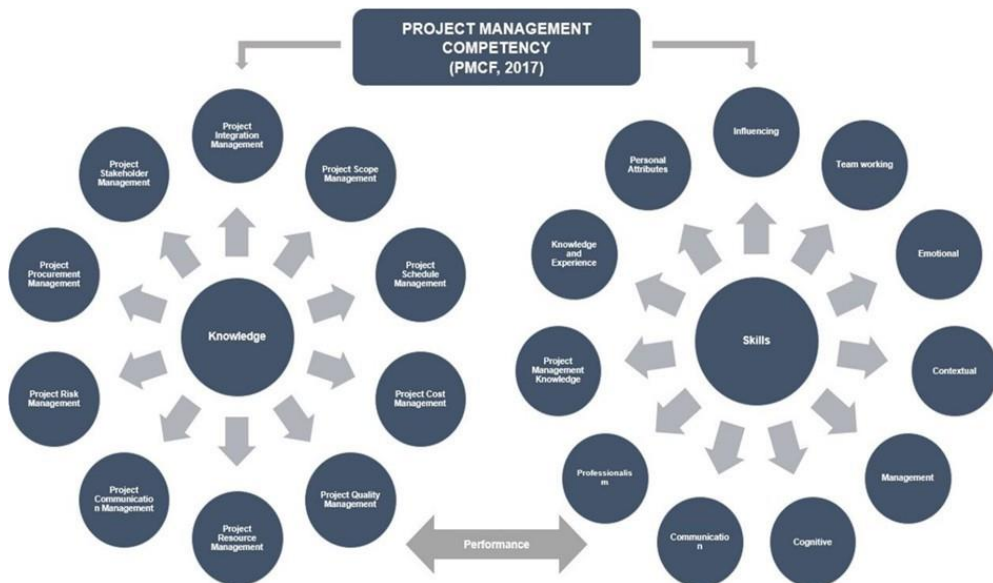 PROJECT MANAGEMENT
COMPETENCY
(PMCF, 2017)
Project
Integration
Management
Project Scope
Management
Project
Schedule
Management
Project Cost
Management
Project Quality
Management
Project
Resource
Management
Project
Communicatio
n Management
Project Risk
Management
Project
Procurement
Management
Project
Stakeholder
Management
Knowledge
Influencing
Team working
Emotional
Contextual
Management
Cognitive
Communicatio
n
Professionalis
m
Project
Management
Knowledge
Knowledge
and
Experience
Personal
Attributes
Skills
Performance